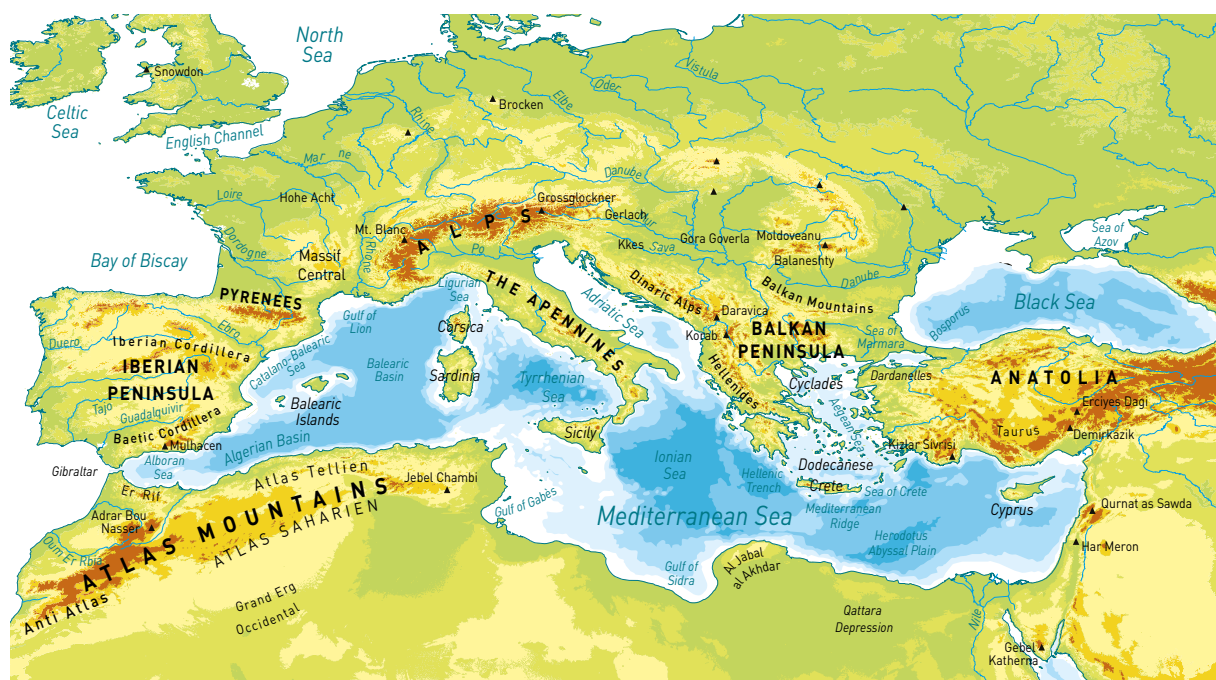 North
Sea
Snowdon
Celtic
Sea
English Channel
Brocken
Elbe
Oder
Vistula
Rhine
Mar ne
Loire
Hohe Acht
Danube
Grossglockner
Gerlach
Mur
Mt. Blanc
ALPS
Kkes
Sava
Góra Goverla
Moldoveanu
Balaneshty
Danube
Sea of
Azov
Bay of Biscay
Dordogne
Massif
Central
Rhone
Po
PYRENEES
Ligurian
Sea
THE APENNINES
Adriatic Sea
Dinaric Alps
Daravica
Korab
Balkan Mountains
BALKAN
PENINSULA
Black Sea
Bosporus
Sea of
Marmara
Gulf of
Lion
Corsica
Duero
Ebro
Iberian Cordillera
IBERIAN
PENINSULA
Catalano-Balearic
Sea
Balearic
Basin
Sardinia
Tyrrhenian
Sea
Hellenides
Cyclades
Dardanelles
ANATOLIA
Tajo
Guadalquivir
Baetic Cordillera
Mulhacen
Balearic
Islands
Algerian Basin
Sicily
Aegean Sea
Erciyes Dagi
Taurus
Demirkazik
Kizlar Sivrisi
Gibraltar
Alboran
Sea
Ionian
Sea
Hellenic
Trench
Dodecanese
Crete
Sea of Crete
Er Rif
Atlas Tellien
Jebel Chambi
Gulf of Gabès
Mediterranean Sea
Mediterranean
Ridge
Cyprus
Qurnat as Sawda
Adrar Bou
Nasser
ATLAS MOUNTAINS
ATLAS SAHARIEN
Herodotus
Abyssal Plain
Har Meron
Oum Er Rbia
Anti Atlas
Gulf of
Sidra
Al Jabal
al Akhdar
Grand Erg
Occidental
Qattara
Depression
Nile
Gebel
Katherna